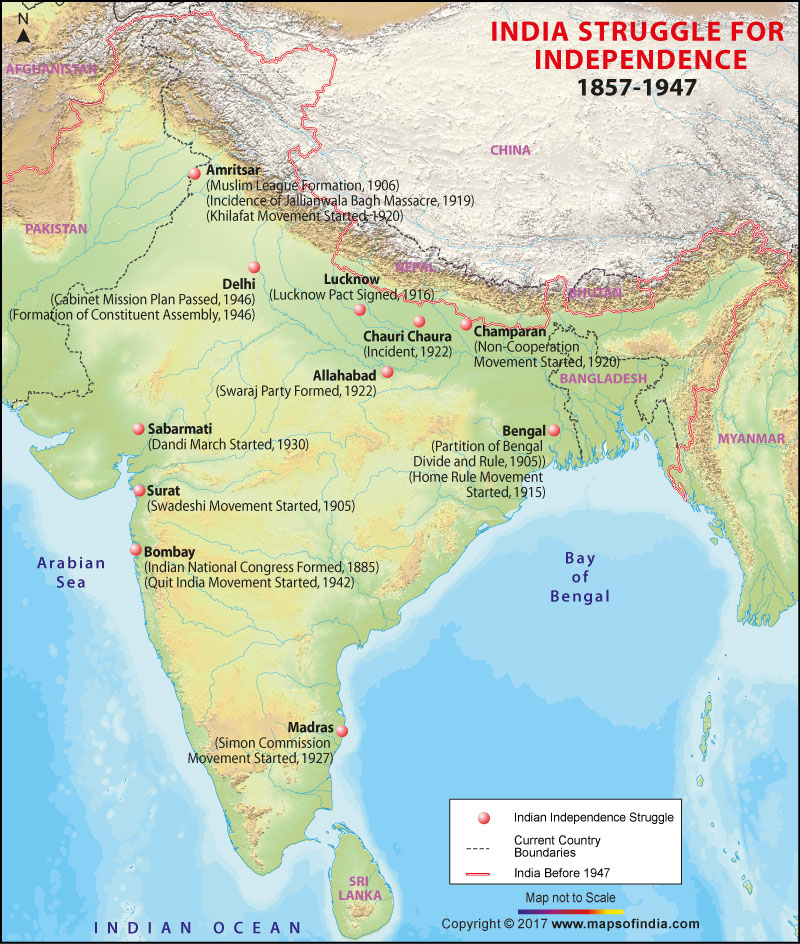 N
INDIA STRUGGLE FOR
INDEPENDENCE
1857-1947
AFGHANISTAN
CHINA
Amritsar
(Muslim League Formation, 1906)
(Incidence of Jallianwala Bagh Massacre, 1919)
(Khilafat Movement Started, 1920)
PAKISTAN
NEPAL
BHUTAN
Delhi
(Cabinet Mission Plan Passed, 1946)
(Formation of Constituent Assembly, 1946)
Lucknow
(Lucknow Pact Signed, 1916)
Chauri Chaura
(Incident, 1922)
Champaran
(Non-Cooperation
Movement Started, 1920)
Allahabad
(Swaraj Party Formed, 1922)
BANGLADESH
MYANMAR
Sabarmati
(Dandi March Started, 1930)
Bengal
(Partition of Bengal
Divide and Rule, 1905))
(Home Rule Movement
Started, 1915)
Surat
(Swadeshi Movement Started, 1905)
Bombay
(Indian National Congress Formed, 1885)
(Quit India Movement Started, 1942)
Arabian
Sea
Bay
of
Bengal
Madras
(Simon Commission
Movement Started, 1927)
SRI
LANKA
INDIAN OCEAN
Indian Independence Struggle
Current Country
Boundaries
India Before 1947
Map not to Scale
Copyright © 2017 www.mapsofindia.com